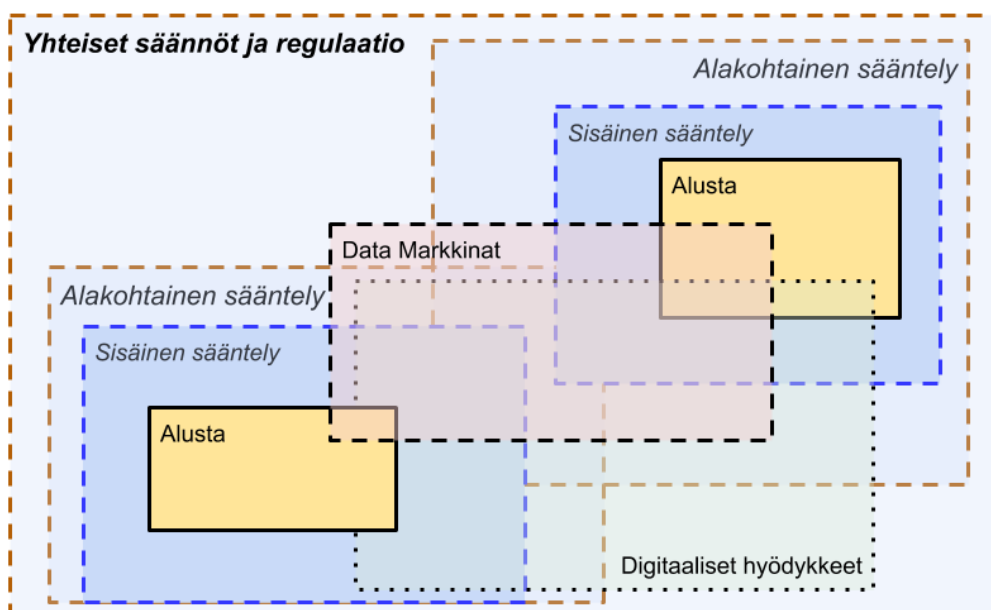 Yhteiset säännöt ja regulaatio
Alakohtainen sääntely
Sisäinen sääntely
Alusta
Data Markkinat
Alakohtainen sääntely
Sisäinen sääntely
Alusta
Digitaaliset hyödykkeet